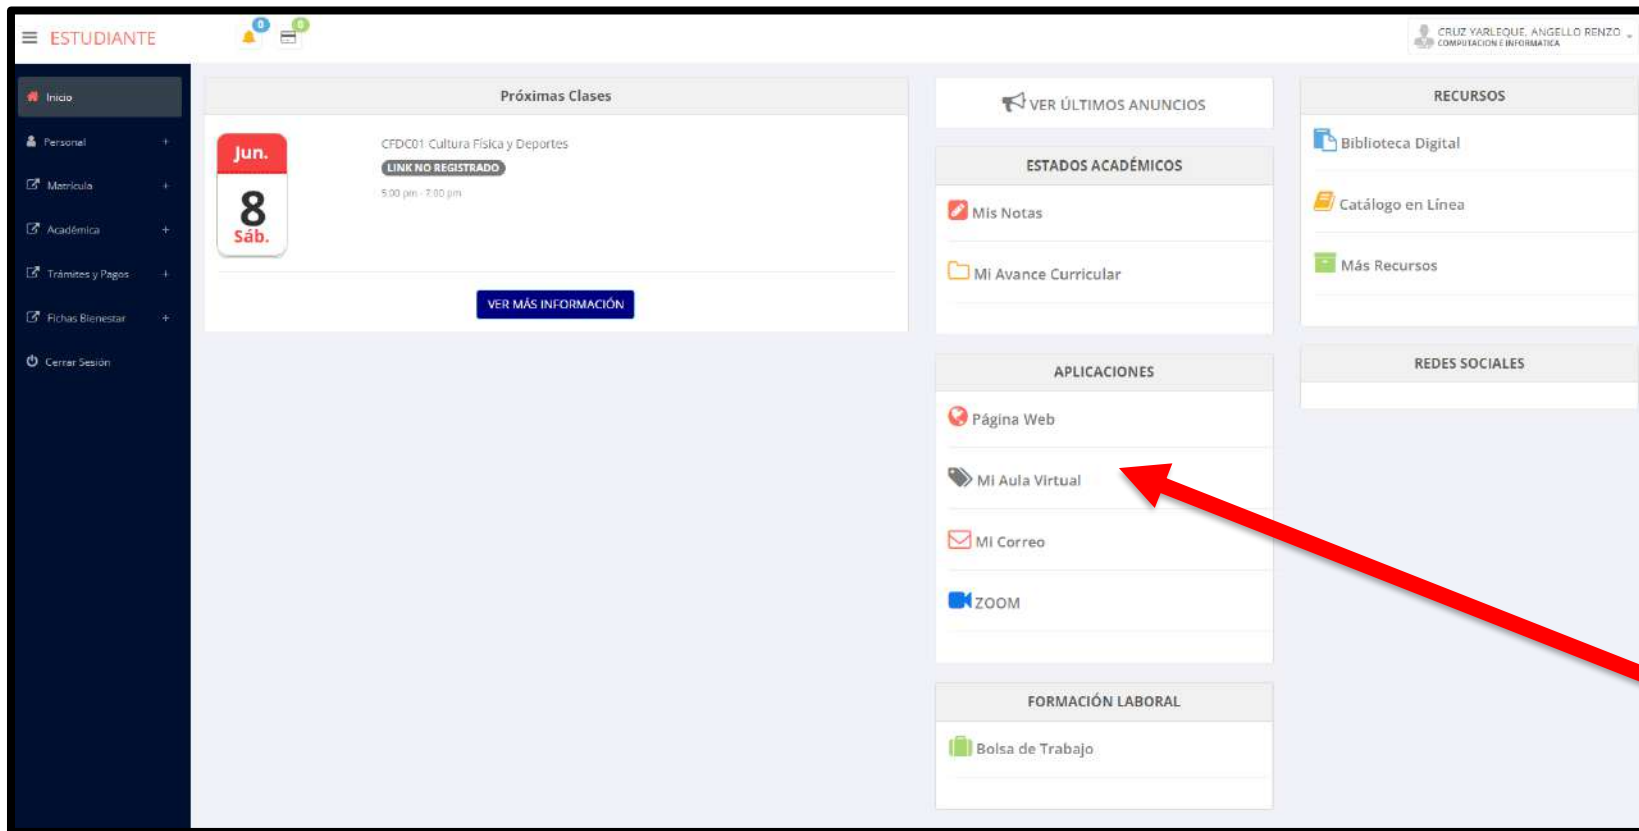 ESTUDIANTE
0
0
CRUZ YARLEQUE, ANGELLO RENZO
COMPUTACION E INFORMATICA
Inicio
Personal +
Matrícula +
Académica +
Trámites y Pagos +
Fichas Bienestar +
Cerrar Sesión
Próximas Clases
Jun.
8
Sáb.
CFDC01 Cultura Física y Deportes
LINK NO REGISTRADO
5:00 pm - 7:00 pm
VER MÁS INFORMACIÓN
VER ÚLTIMOS ANUNCIOS
ESTADOS ACADÉMICOS
Mis Notas
Mi Avance Curricular
APLICACIONES
Página Web
Mi Aula Virtual
Mi Correo
ZOOM
FORMACIÓN LABORAL
Bolsa de Trabajo
RECURSOS
Biblioteca Digital
Catálogo en Línea
Más Recursos
REDES SOCIALES